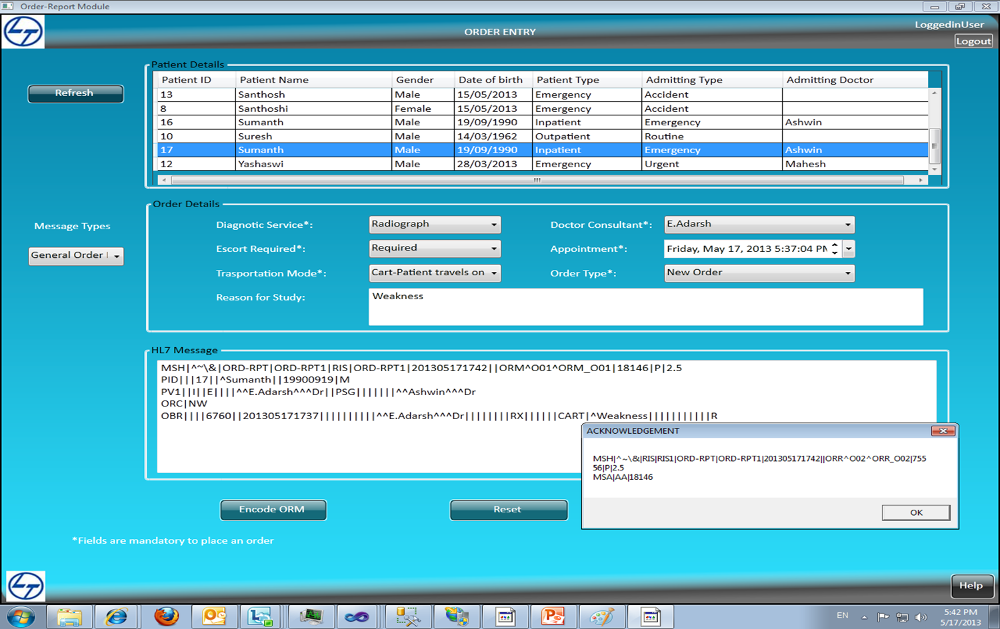 Order-Report Module
ORDER ENTRY
LoggedinUser
Logout
Patient Details
Refresh
Patient ID Patient Name Gender Date of birth Patient Type Admitting Type Admitting Doctor
13 Santhosh Male 15/05/2013 Emergency Accident
8 Santhoshi Female 15/05/2013 Emergency Accident
16 Sumanth Male 19/09/1990 Inpatient Emergency Ashwin
10 Suresh Male 14/03/1962 Outpatient Routine
17 Sumanth Male 19/09/1990 Inpatient Emergency Ashwin
12 Yashaswi Male 28/03/2013 Emergency Urgent Mahesh
Order Details
Message Types
General Order
Diagnostic Service*: Radiograph Doctor Consultant*: E.Adarsh
Escort Required*: Required Appointment*: Friday, May 17, 2013 5:37:04 PM
Trasportation Mode*: Cart-Patient travels on Order Type*: New Order
Reason for Study: Weakness
HL7 Message
MSH|^~\&|ORD-RPT|ORD-RPT1|RIS|ORD-RPT1|201305171742||ORM^O01^ORM_O01|18146|P|2.5
PID|||17||^Sumanth||19900919|M
PV1||I||E||||^^E.Adarsh^^^Dr||PSG|||||||^^Ashwin^^^Dr
ORC|NW
OBR||||6760||201305171737||||||||||^^E.Adarsh^^^Dr||||||||RX||||||CART|^Weakness|||||||||||R
ACKNOWLEDGEMENT
MSH|^~\&|RIS|RIS1|ORD-RPT|ORD-RPT1|201305171742||ORR^O02^ORR_O02|755
56|P|2.5
MSA|AA|18146
OK
Encode ORM
Reset
*Fields are mandatory to place an order
Help
EN
5:42 PM
5/17/2013